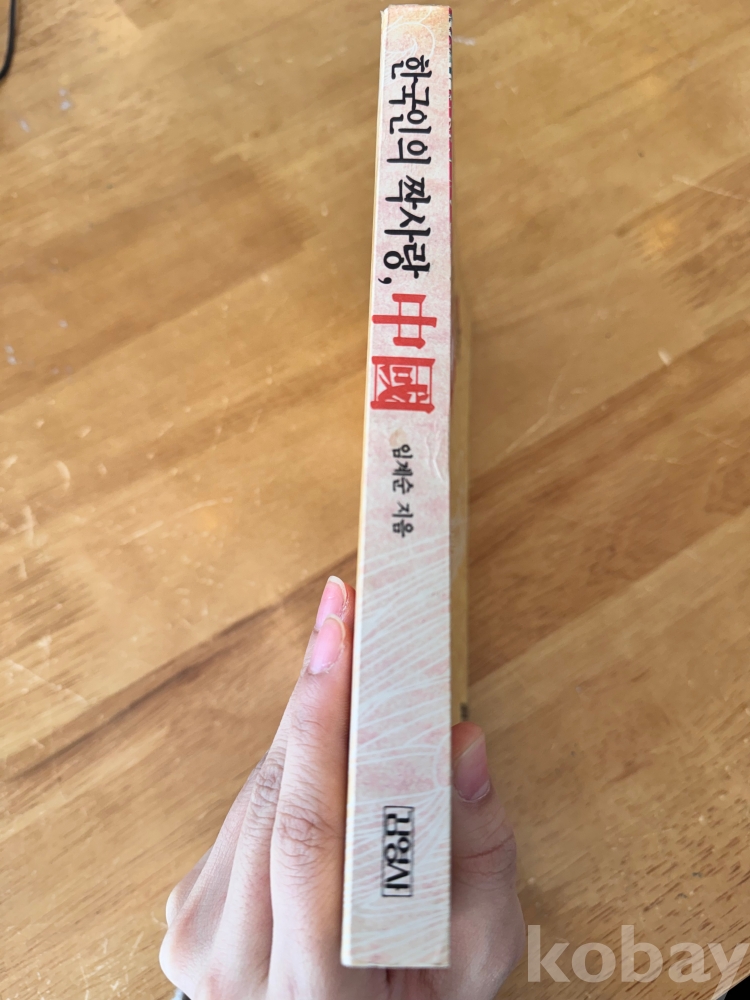 한국인의 짝사랑, 中國
임계순 지음
김영사
kobay